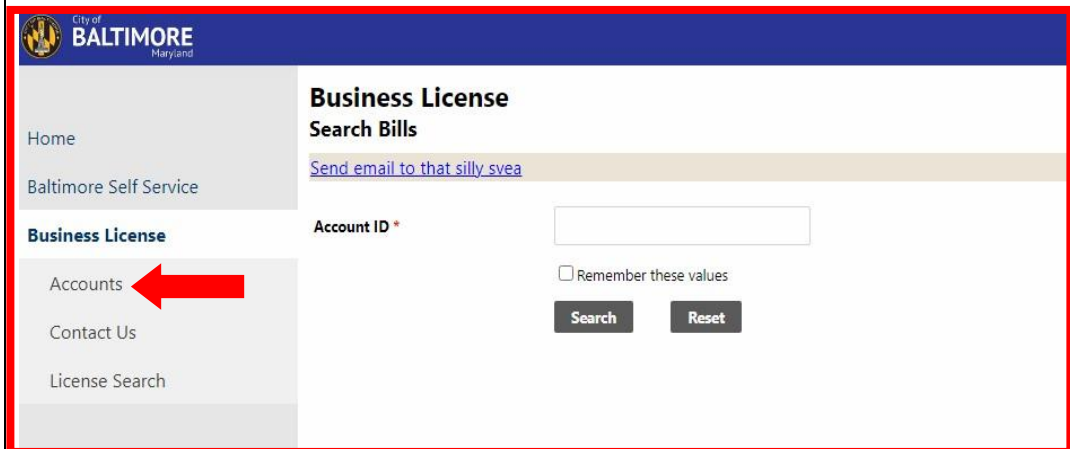 City of
BALTIMORE
Maryland
Home
Baltimore Self Service
Business License
Accounts
Contact Us
License Search
Business License
Search Bills
Send email to that silly svea
Account ID *
Remember these values
Search Reset